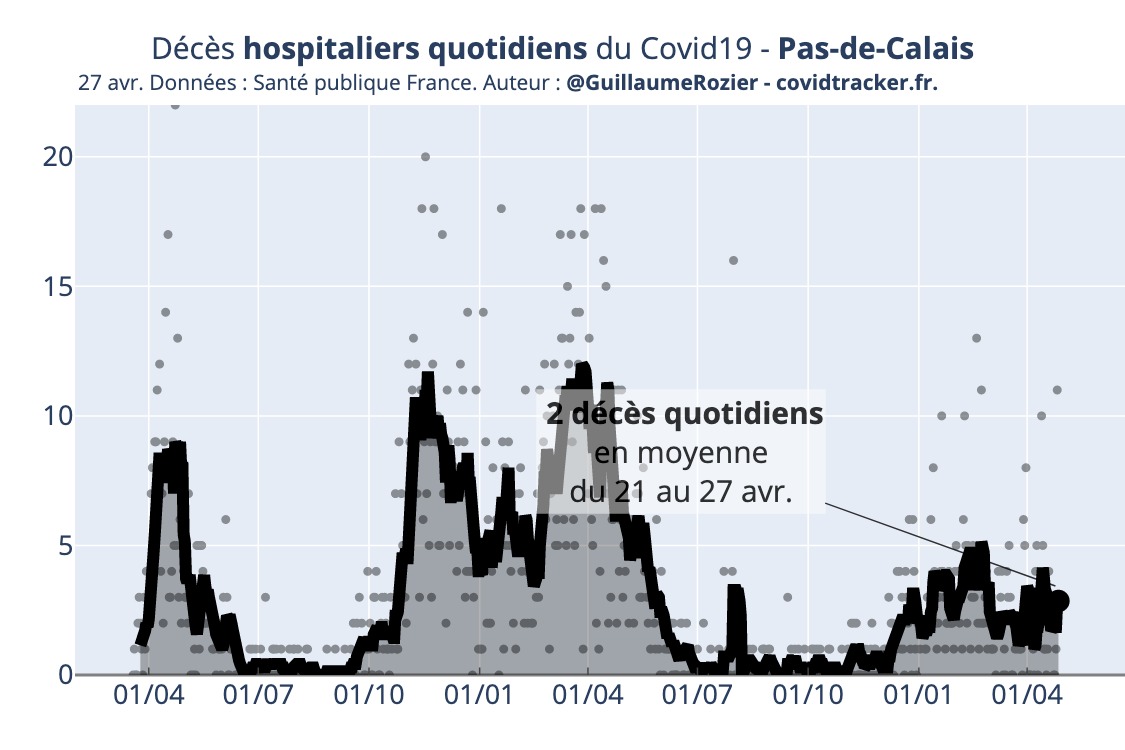 Décès hospitaliers quotidiens du Covid19 - Pas-de-Calais
27 avr. Données : Santé publique France. Auteur : @GuillaumeRozier - covidtracker.fr.
20
15
10
5
0
2 décès quotidiens
en moyenne
du 21 au 27 avr.
01/04 01/07 01/10 01/01 01/04 01/07 01/10 01/01 01/04